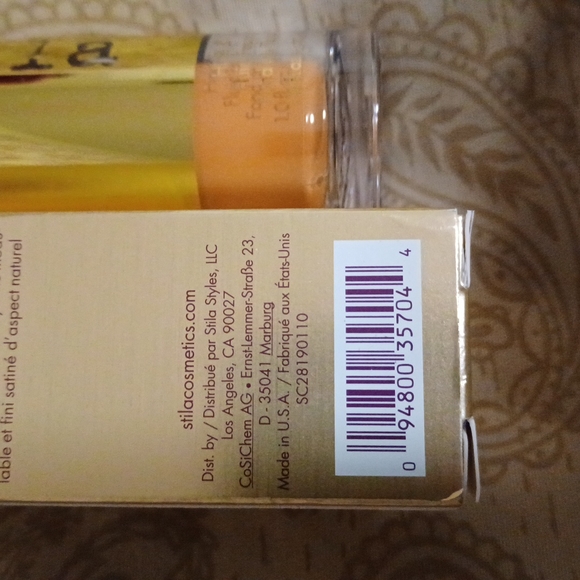 table et fini satiné d'aspect naturel
stilacosmetics.com
Dist. by / Distribué par Stila Styles, LLC
Los Angeles, CA 90027
CoSiChem AG • Ernst-Lemmer-Straße 23,
D - 35041 Marburg
Made in U.S.A. / Fabriqué aux États-Unis
SC28190110
0 94800 35704 4